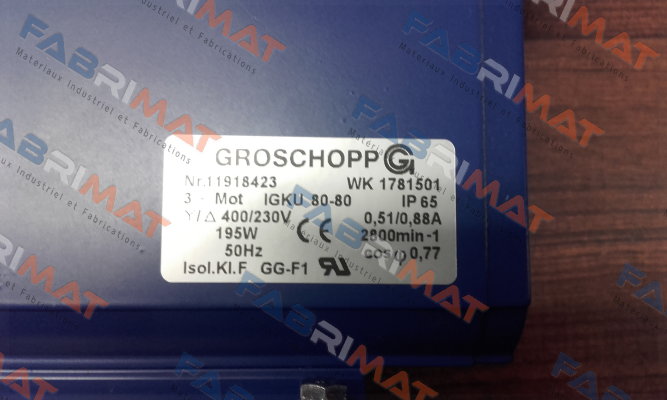 GROSCHOPP
Nr.11918423 WK 1781501
3 ~ Mot IGKU 80-80 IP 65
Y/Δ 400/230V 0,51/0,88A
195W CE 2800min-1
50Hz cosφ 0,77
Isol.Kl.F GG-F1
FABRIMAT
Materiaux Industriel et Fabrications